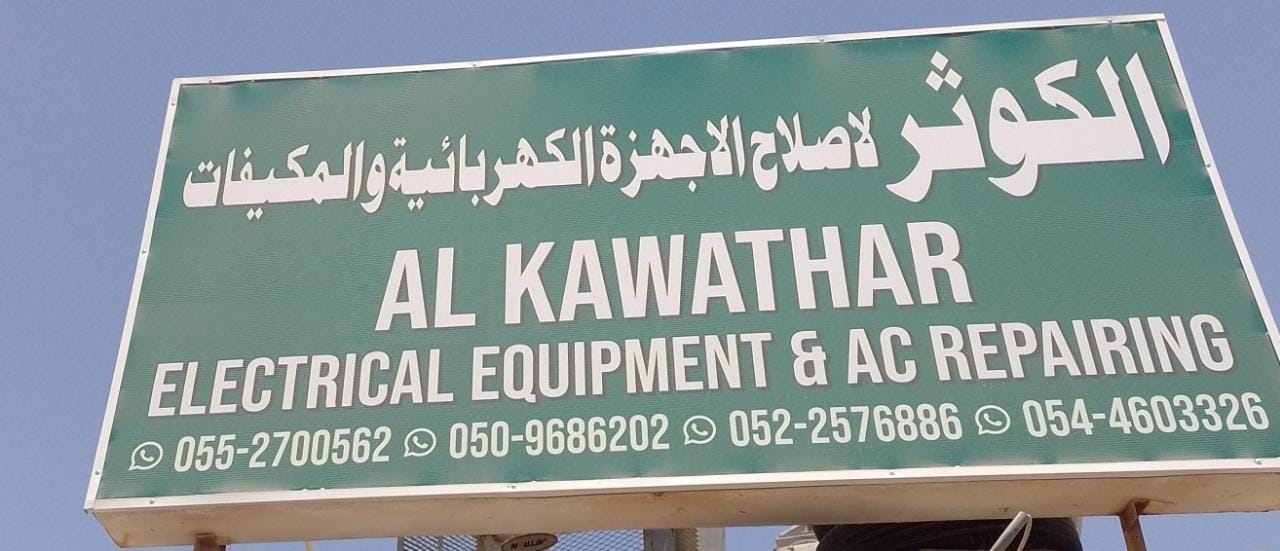 الكوثر لاصلاح الاجهزة الكهربائية والمكيفات
AL KAWATHAR
ELECTRICAL EQUIPMENT & AC REPAIRING
055-2700562 050-9686202 052-2576886 054-4603326